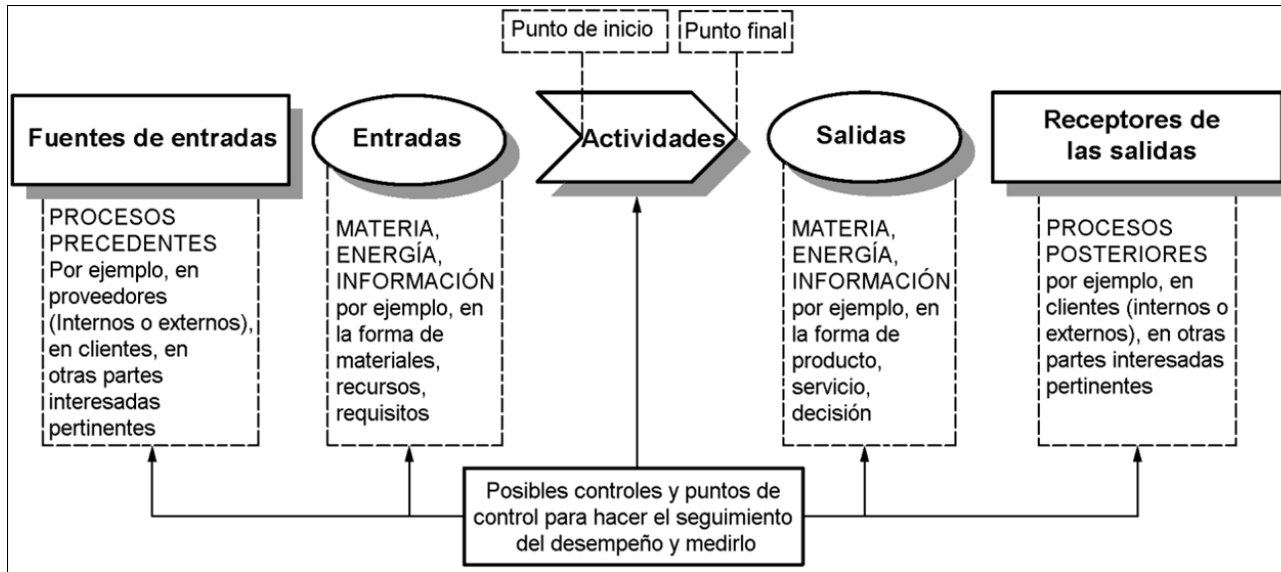 Punto de inicio
Punto final
Fuentes de entradas
Entradas
Actividades
Salidas
Receptores de
las salidas
PROCESOS
PRECEDENTES
Por ejemplo, en
proveedores
(Internos o externos),
en clientes, en
otras partes
interesadas
pertinentes
MATERIA,
ENERGÍA,
INFORMACIÓN
por ejemplo, en
la forma de
materiales,
recursos,
requisitos
MATERIA,
ENERGÍA,
INFORMACIÓN
por ejemplo, en
la forma de
producto,
servicio,
decisión
PROCESOS
POSTERIORES
por ejemplo, en
clientes (internos o
externos), en otras
partes interesadas
pertinentes
Posibles controles y puntos de
control para hacer el seguimiento
del desempeño y medirlo